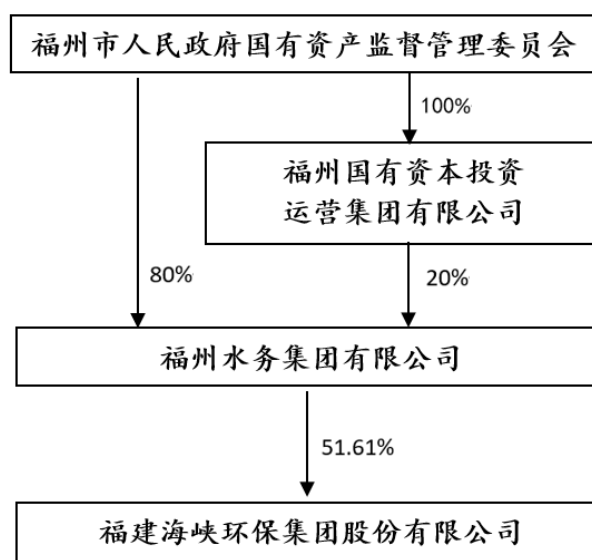 福州市人民政府国有资产监督管理委员会
100%
福州国有资本投资
运营集团有限公司
80%
20%
福州水务集团有限公司
51.61%
福建海峡环保集团股份有限公司